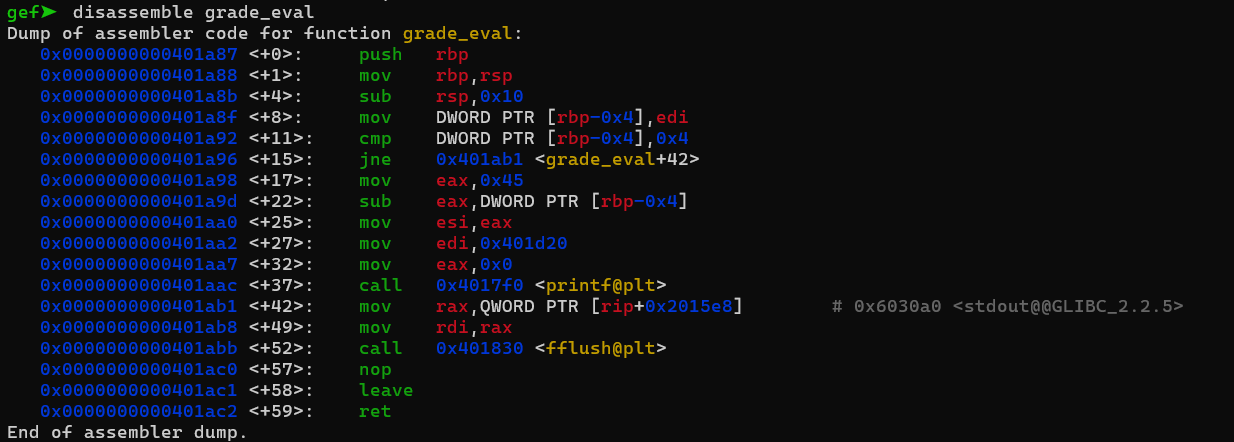 gef➤  disassemble grade_eval
Dump of assembler code for function grade_eval:
   0x0000000000401a87 <+0>:     push   rbp
   0x0000000000401a88 <+1>:     mov    rbp,rsp
   0x0000000000401a8b <+4>:     sub    rsp,0x10
   0x0000000000401a8f <+8>:     mov    DWORD PTR [rbp-0x4],edi
   0x0000000000401a92 <+11>:    cmp    DWORD PTR [rbp-0x4],0x4
   0x0000000000401a96 <+15>:    jne    0x401ab1 <grade_eval+42>
   0x0000000000401a98 <+17>:    mov    eax,0x45
   0x0000000000401a9d <+22>:    sub    eax,DWORD PTR [rbp-0x4]
   0x0000000000401aa0 <+25>:    mov    esi,eax
   0x0000000000401aa2 <+27>:    mov    edi,0x401d20
   0x0000000000401aa7 <+32>:    mov    eax,0x0
   0x0000000000401aac <+37>:    call   0x4017f0 <printf@plt>
   0x0000000000401ab1 <+42>:    mov    rax,QWORD PTR [rip+0x2015e8]        # 0x6030a0 <stdout@@GLIBC_2.2.5>
   0x0000000000401ab8 <+49>:    mov    rdi,rax
   0x0000000000401abb <+52>:    call   0x401830 <fflush@plt>
   0x0000000000401ac0 <+57>:    nop
   0x0000000000401ac1 <+58>:    leave
   0x0000000000401ac2 <+59>:    ret
End of assembler dump.